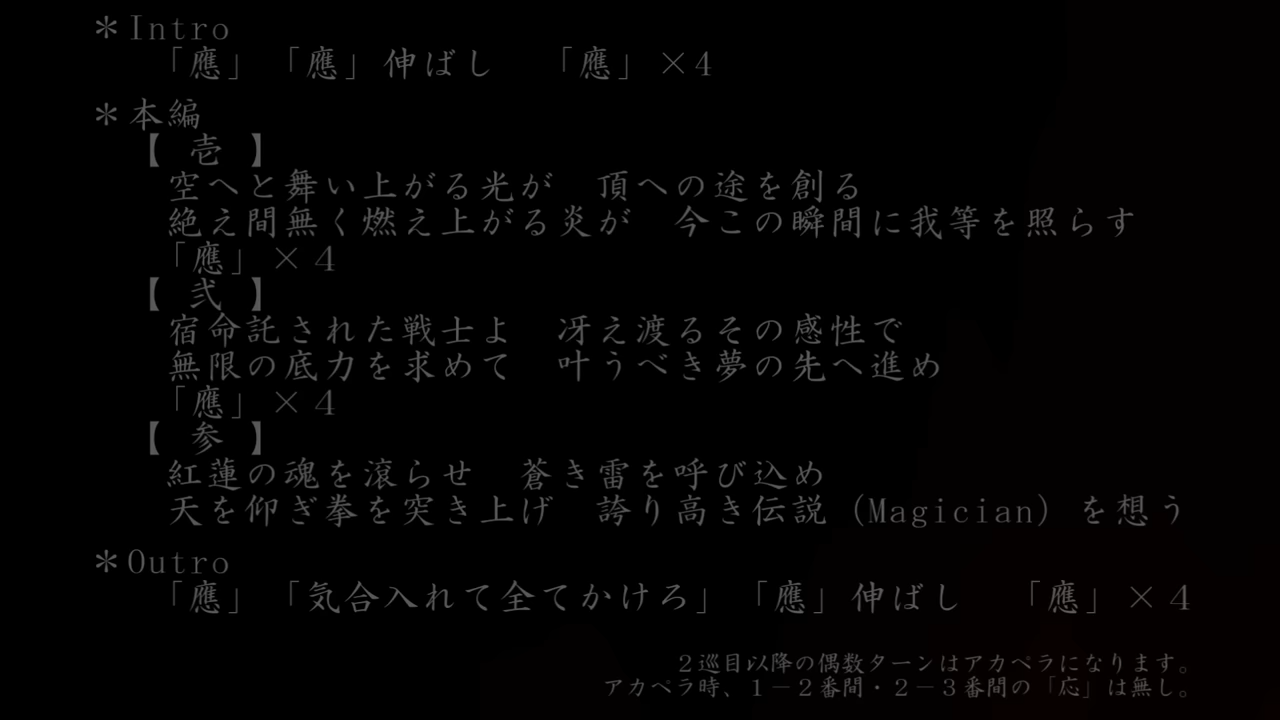 ＊Intro
「應」「應」伸ばし　「應」×4
＊本編
【 壱 】
空へと舞い上がる光が　頂への途を創る
絶え間無く燃え上がる炎が　今この瞬間に我等を照らす
「應」×４
【 弐 】
宿命託された戦士よ　冴え渡るその感性で
無限の底力を求めて　叶うべき夢の先へ進め
「應」×４
【 参 】
紅蓮の魂を滾らせ　蒼き雷を呼び込め
天を仰ぎ拳を突き上げ　誇り高き伝説（Magician）を想う
＊Outro
「應」「気合入れて全てかけろ」「應」伸ばし　「應」×４
２巡目以降の偶数ターンはアカペラになります。
アカペラ時、１－２番間・２－３番間の「応」は無し。